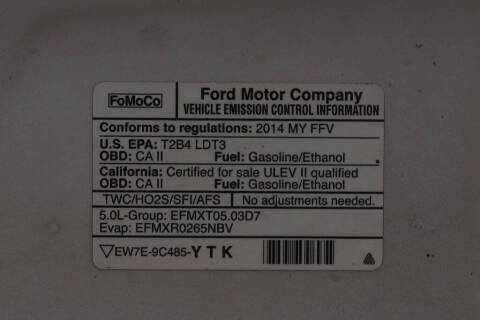 FoMoCo
Ford Motor Company
VEHICLE EMISSION CONTROL INFORMATION
Conforms to regulations: 2014 MY FFV
U.S. EPA: T2B4 LDT3
OBD: CA II Fuel: Gasoline/Ethanol
California: Certified for sale ULEV II qualified
OBD: CA II Fuel: Gasoline/Ethanol
TWC/HO2S/SFI/AFS No adjustments needed.
5.0L-Group: EFMXT05.03D7
Evap: EFMXR0265NBV
EW7E-9C485-YTK